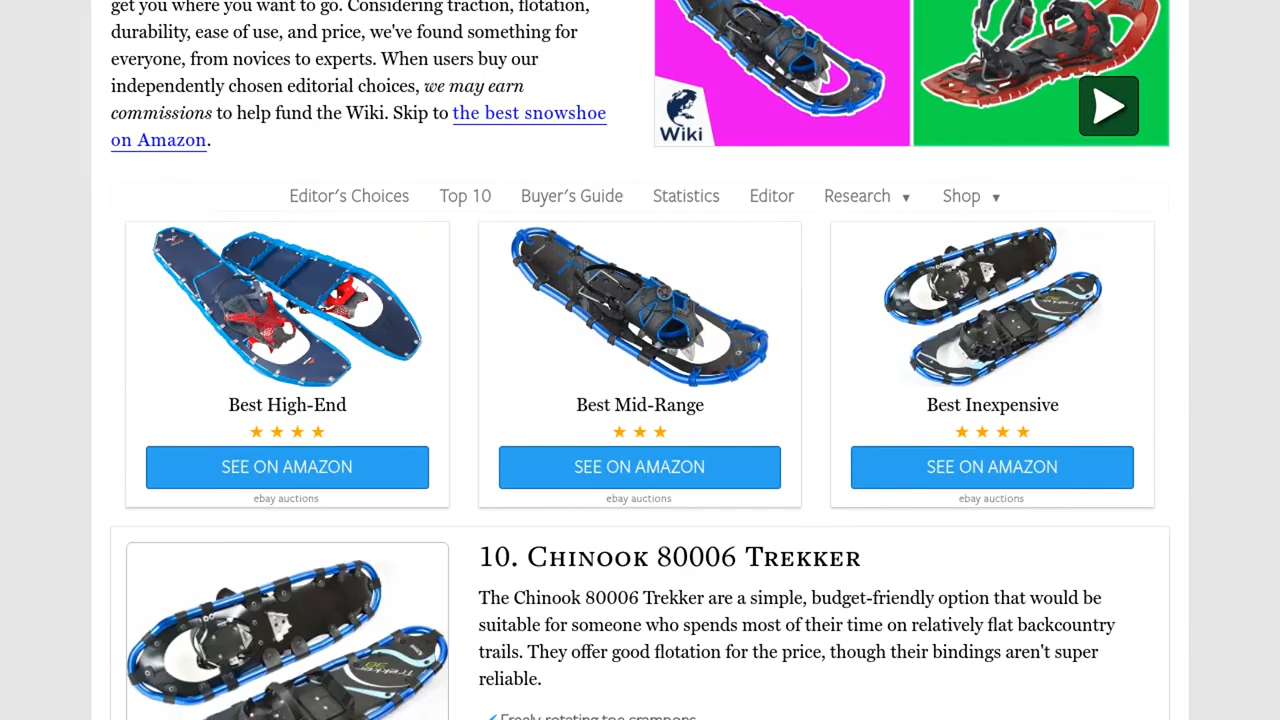 get you where you want to go. Considering traction, flotation,
durability, ease of use, and price, we've found something for
everyone, from novices to experts. When users buy our
independently chosen editorial choices, we may earn
commissions to help fund the Wiki. Skip to the best snowshoe
on Amazon.
Wiki
Editor's Choices Top 10 Buyer's Guide Statistics Editor Research ▼ Shop ▼
Best High-End
★ ★ ★ ★
SEE ON AMAZON
ebay auctions
Best Mid-Range
★ ★ ★
SEE ON AMAZON
ebay auctions
Trekker
Best Inexpensive
★ ★ ★ ★
SEE ON AMAZON
ebay auctions
Trekker
30
10. Chinook 80006 Trekker
The Chinook 80006 Trekker are a simple, budget-friendly option that would be
suitable for someone who spends most of their time on relatively flat backcountry
trails. They offer good flotation for the price, though their bindings aren't super
reliable.
Freely rotating toe crampons